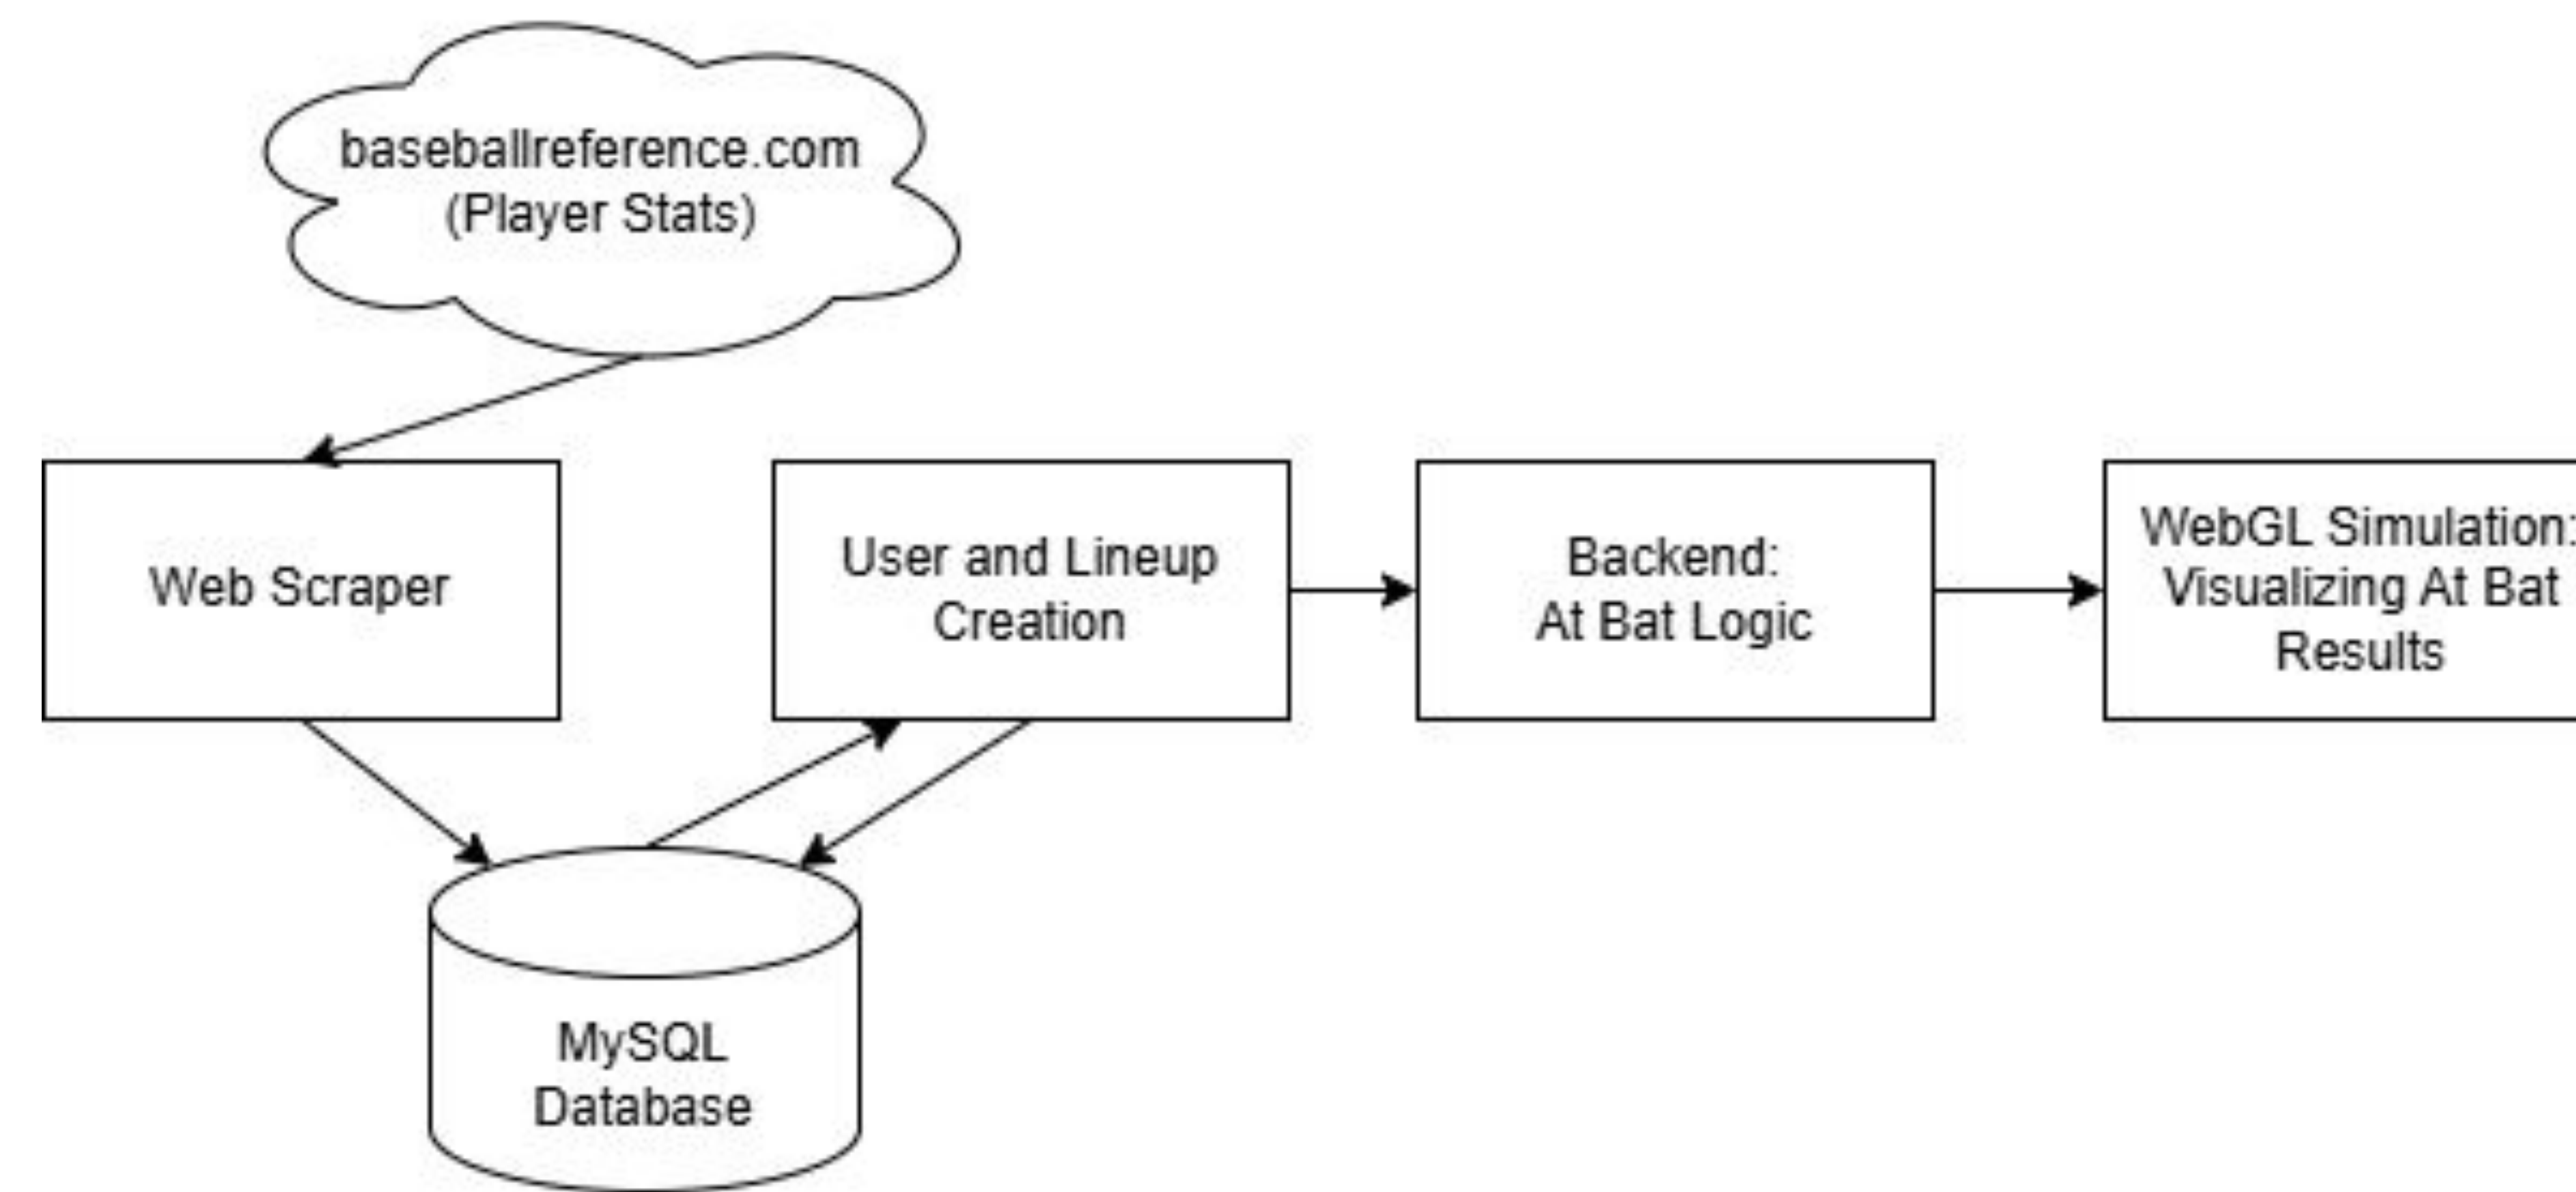 baseballreference.com
(Player Stats)
Web Scraper
User and Lineup
Creation
Backend:
At Bat Logic
WebGL Simulation:
Visualizing At Bat
Results
MySQL
Database